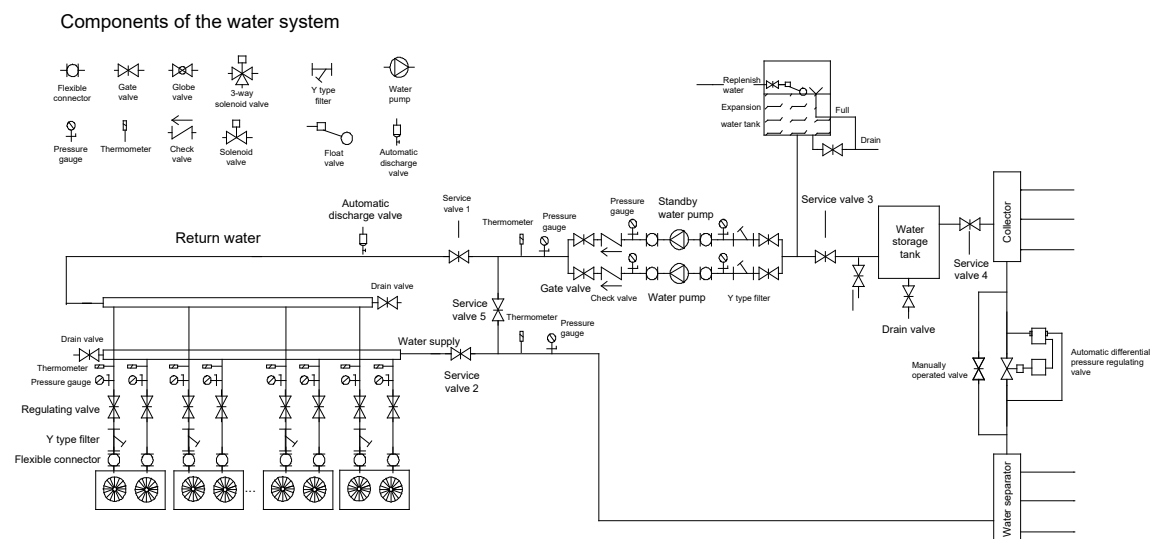 Components of the water system
Flexible
connector
Gate
valve
Globe
valve
3-way
solenoid valve
Y type
filter
Water
pump
Pressure
gauge
Thermometer
Check
valve
Solenoid
valve
Float
valve
Automatic
discharge
valve
Replenish
water
Expansion
water tank
Full
Drain
Automatic
discharge valve
Service
valve 1
Thermometer
Pressure
gauge
Pressure
gauge
Standby
water pump
Service valve 3
Water
storage
tank
Service
valve 4
Collector
Return water
Gate valve
Check valve
Water pump
Y type filter
Drain valve
Drain valve
Service
valve 5
Thermometer
Pressure
gauge
Drain valve
Water supply
Service
valve 2
Thermometer
Pressure gauge
Regulating valve
Y type filter
Flexible connector
...
Manually
operated valve
Automatic differential
pressure regulating
valve
Water separator